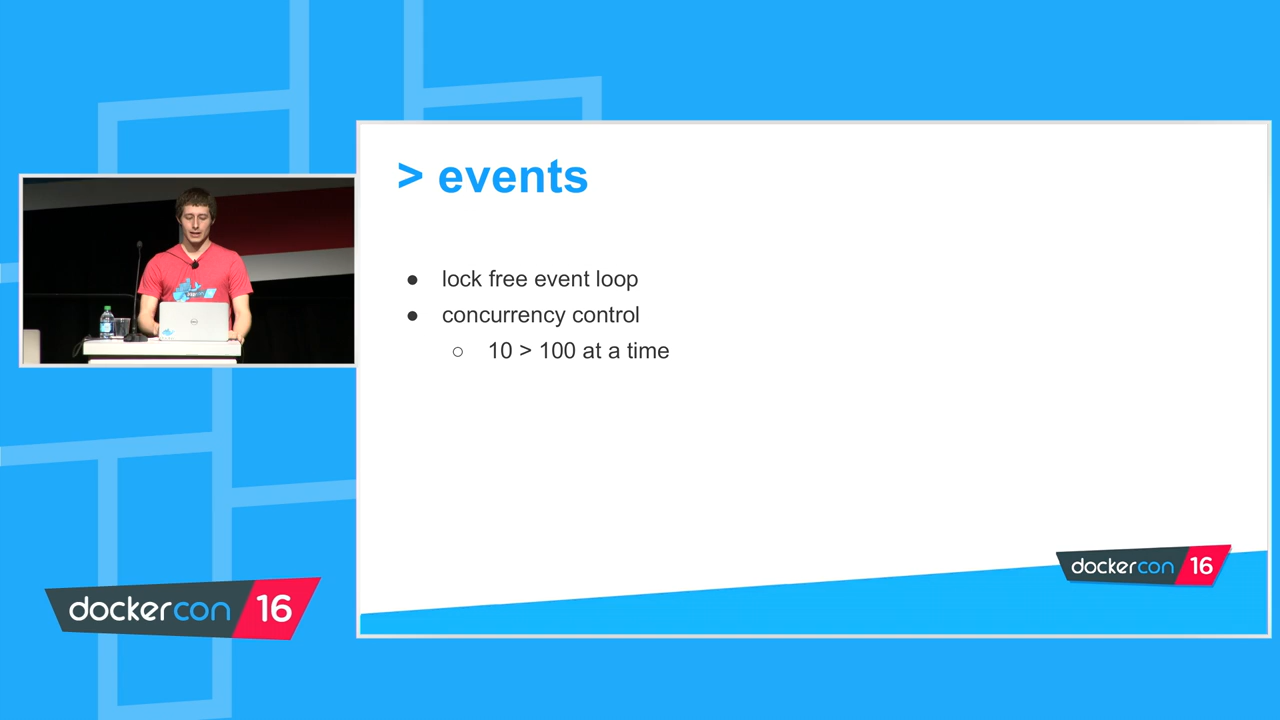 > events
● lock free event loop
● concurrency control
○ 10 > 100 at a time
dockercon 16
dockercon 16